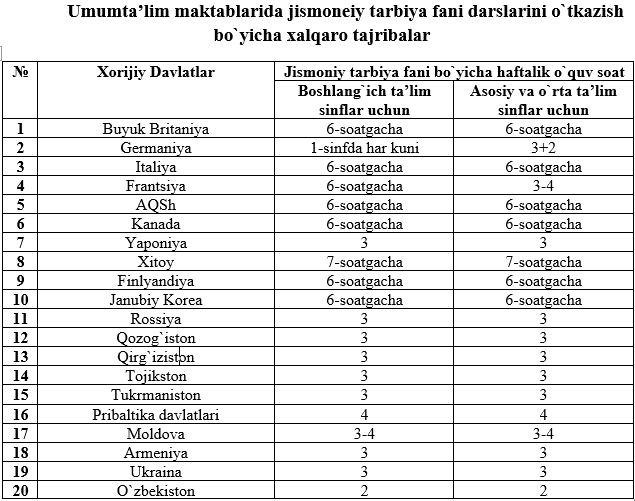 Umumta’lim maktablarida jismoneiy tarbiya fani darslarini o`tkazish
bo`yicha xalqaro tajribalar
№ Xorijiy Davlatlar Jismoniy tarbiya fani bo`yicha haftalik o`quv soat
Boshlang`ich ta’lim sinflar uchun Asosiy va o`rta ta’lim sinflar uchun
1 Buyuk Britaniya 6-soatgacha 6-soatgacha
2 Germaniya 1-sinfda har kuni 3+2
3 Italiya 6-soatgacha 6-soatgacha
4 Frantsiya 6-soatgacha 3-4
5 AQSh 6-soatgacha 6-soatgacha
6 Kanada 6-soatgacha 6-soatgacha
7 Yaponiya 3 3
8 Xitoy 7-soatgacha 7-soatgacha
9 Finlyandiya 6-soatgacha 6-soatgacha
10 Janubiy Korea 6-soatgacha 6-soatgacha
11 Rossiya 3 3
12 Qozog`iston 3 3
13 Qirg`iziston 3 3
14 Tojikston 3 3
15 Tukrmaniston 3 3
16 Pribaltika davlatlari 4 4
17 Moldova 3-4 3-4
18 Armeniya 3 3
19 Ukraina 3 3
20 O`zbekiston 2 2